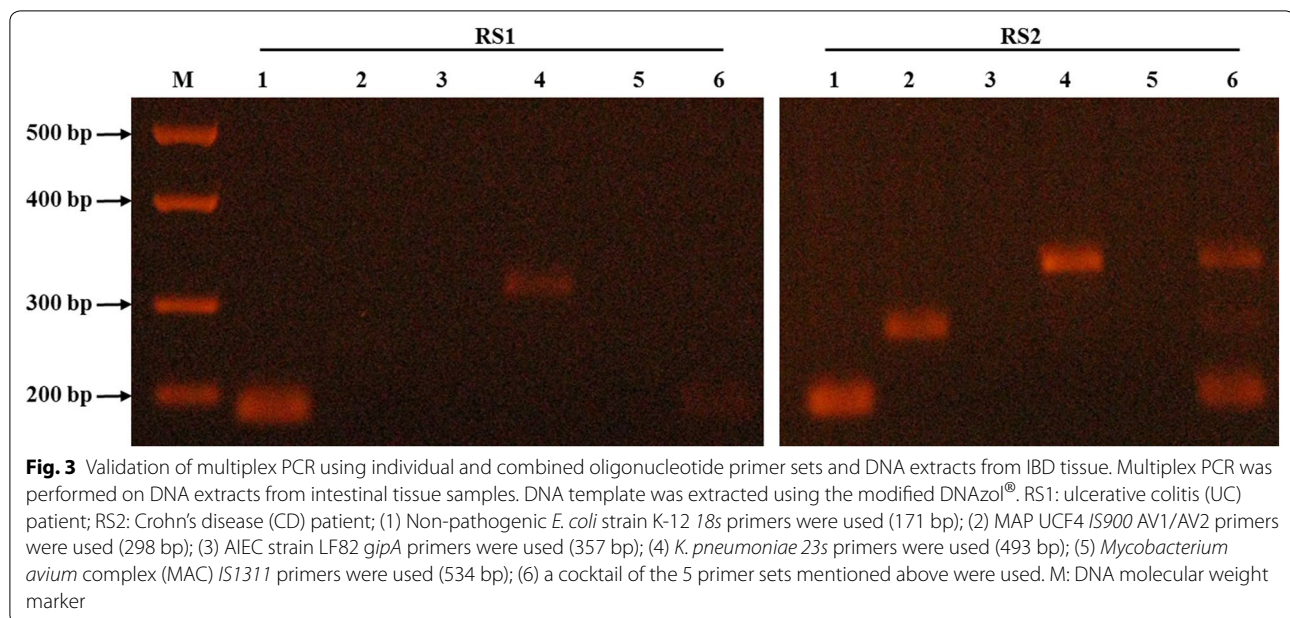 RS1 RS2
M 1 2 3 4 5 6 1 2 3 4 5 6
500 bp
400 bp
300 bp
200 bp
Fig. 3 Validation of multiplex PCR using individual and combined oligonucleotide primer sets and DNA extracts from IBD tissue. Multiplex PCR was
performed on DNA extracts from intestinal tissue samples. DNA template was extracted using the modified DNAzol®. RS1: ulcerative colitis (UC)
patient; RS2: Crohn's disease (CD) patient; (1) Non-pathogenic E. coli strain K-12 18s primers were used (171 bp); (2) MAP UCF4 IS900 AV1/AV2 primers
were used (298 bp); (3) AIEC strain LF82 gipA primers were used (357 bp); (4) K. pneumoniae 23s primers were used (493 bp); (5) Mycobacterium
avium complex (MAC) IS1311 primers were used (534 bp); (6) a cocktail of the 5 primer sets mentioned above were used. M: DNA molecular weight
marker